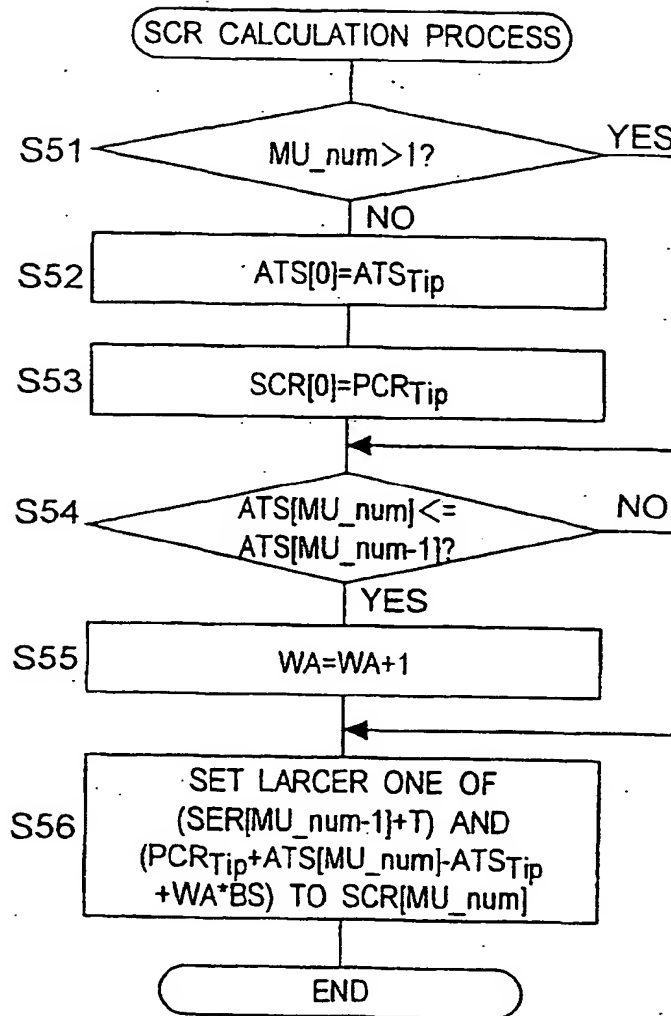 SCR CALCULATION PROCESS
S51
MU_num>1?
YES
NO
S52
ATS[0]=ATSTip
S53
SCR[0]=PCRTip
S54
ATS[MU_num]<=
ATS[MU_num-1]?
NO
YES
S55
WA=WA+1
S56
SET LARCER ONE OF
(SER[MU_num-1]+T) AND
(PCRTip+ATS[MU_num]-ATSTip
+WA*BS) TO SCR[MU_num]
END